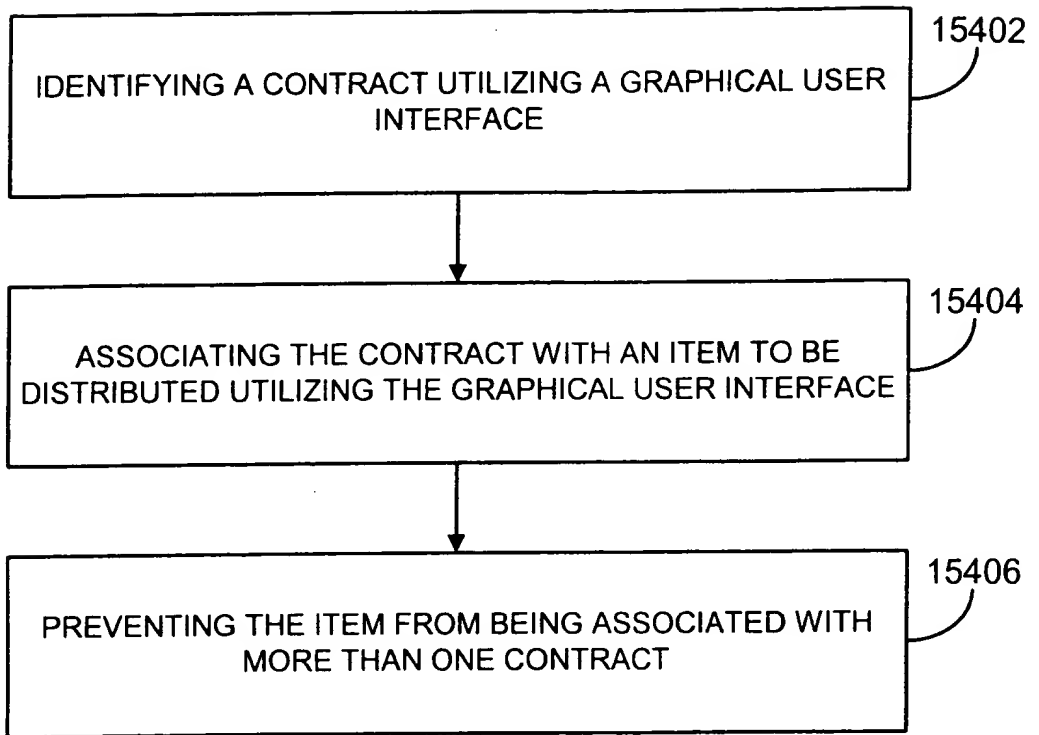 15402
IDENTIFYING A CONTRACT UTILIZING A GRAPHICAL USER
INTERFACE
15404
ASSOCIATING THE CONTRACT WITH AN ITEM TO BE
DISTRIBUTED UTILIZING THE GRAPHICAL USER INTERFACE
15406
PREVENTING THE ITEM FROM BEING ASSOCIATED WITH
MORE THAN ONE CONTRACT